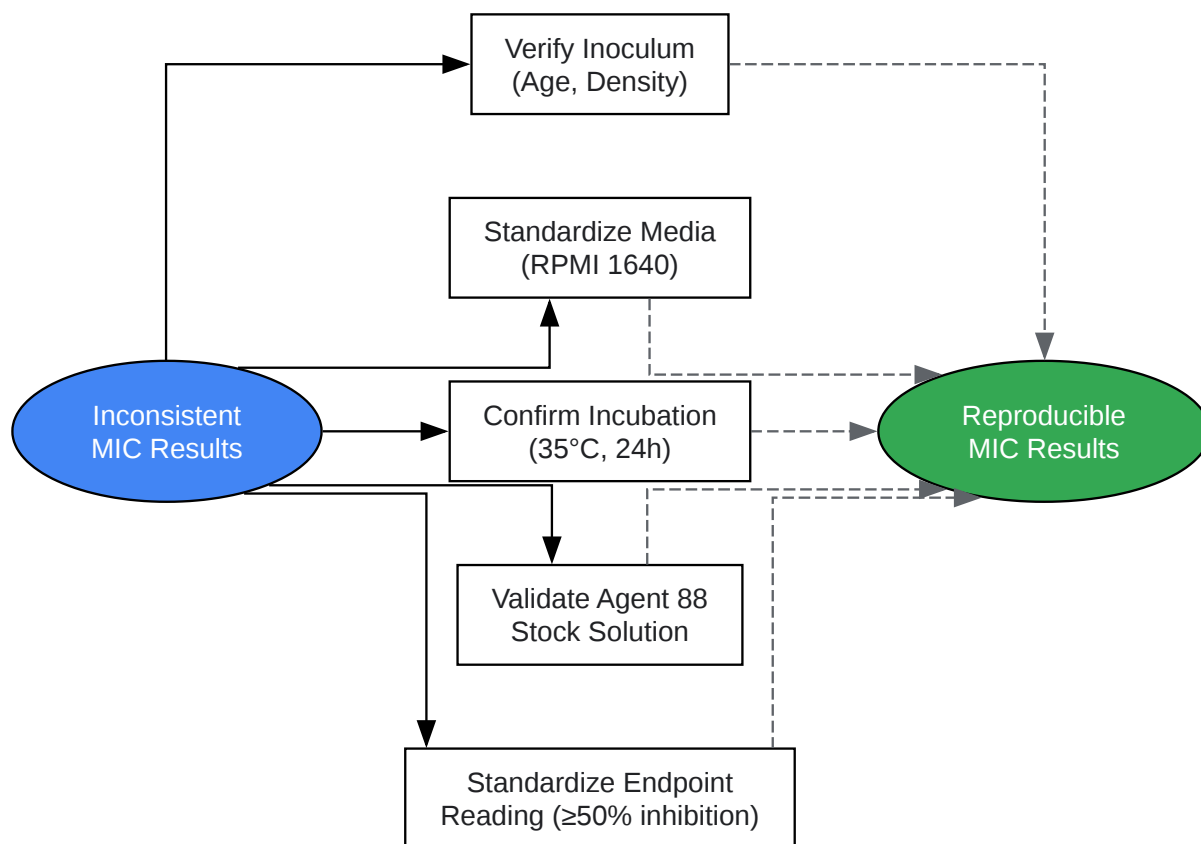 Verify Inoculum
(Age, Density)
Standardize Media
(RPMI 1640)
Inconsistent
MIC Results
Confirm Incubation
(35°C, 24h)
Reproducible
MIC Results
Validate Agent 88
Stock Solution
Standardize Endpoint
Reading (≥50% inhibition)